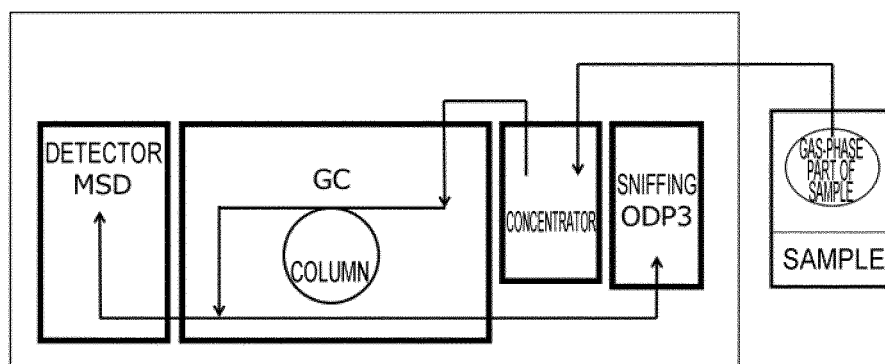 DETECTOR
MSD
GC
COLUMN
CONCENTRATOR
SNIFFING
ODP3
GAS-PHASE
PART OF
SAMPLE
SAMPLE